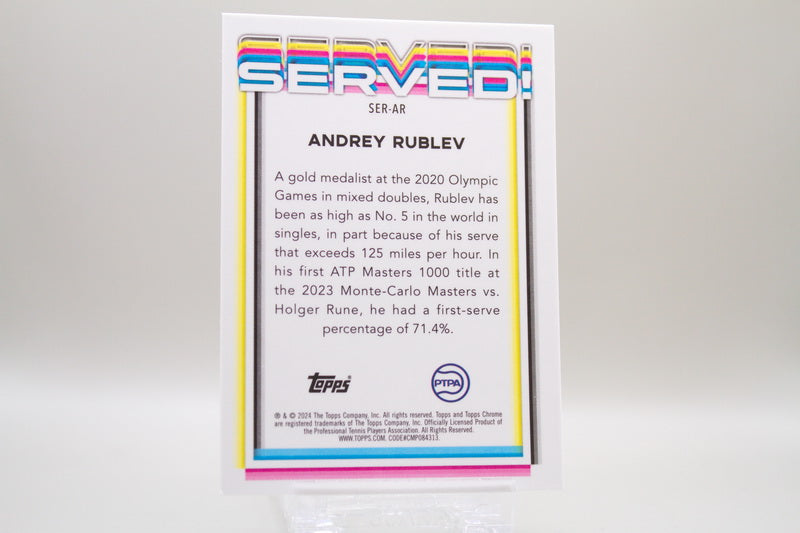 SERVED!
SER-AR
ANDREY RUBLEV
A gold medalist at the 2020 Olympic
Games in mixed doubles, Rublev has
been as high as No. 5 in the world in
singles, in part because of his serve
that exceeds 125 miles per hour. In
his first ATP Masters 1000 title at
the 2023 Monte-Carlo Masters vs.
Holger Rune, he had a first-serve
percentage of 71.4%.
Topps®
PTPA
® & © 2024 The Topps Company, Inc. All rights reserved. Topps and Topps Chrome
are registered trademarks of The Topps Company, Inc. Officially Licensed Product of
the Professional Tennis Players Association. All Rights Reserved.
WWW.TOPPS.COM. CODE#CMP084313.